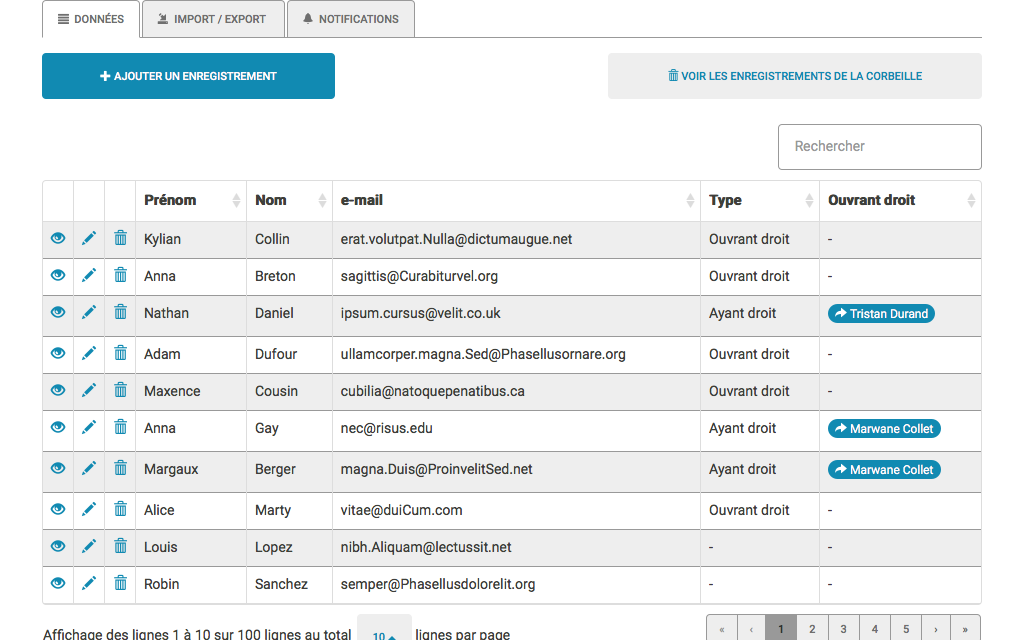 DONNÉES IMPORT / EXPORT NOTIFICATIONS
AJOUTER UN ENREGISTREMENT VOIR LES ENREGISTREMENTS DE LA CORBEILLE
Rechercher
Prénom Nom e-mail Type Ouvrant droit
Kylian Collin erat.volutpat.Nulla@dictumaugue.net Ouvrant droit -
Anna Breton sagittis@Curabiturvel.org Ouvrant droit -
Nathan Daniel ipsum.cursus@velit.co.uk Ayant droit Tristan Durand
Adam Dufour ullamcorper.magna.Sed@Phasellusornare.org Ouvrant droit -
Maxence Cousin cubilia@natoquepenatibus.ca Ouvrant droit -
Anna Gay nec@risus.edu Ayant droit Marwane Collet
Margaux Berger magna.Duis@ProinvelitSed.net Ayant droit Marwane Collet
Alice Marty vitae@duiCum.com Ouvrant droit -
Louis Lopez nibh.Aliquam@lectussit.net - -
Robin Sanchez semper@Phasellusdolorelit.org - -
Affichage des lignes 1 à 10 sur 100 lignes au total 10 lignes par page « ‹ 1 2 3 4 5 › »